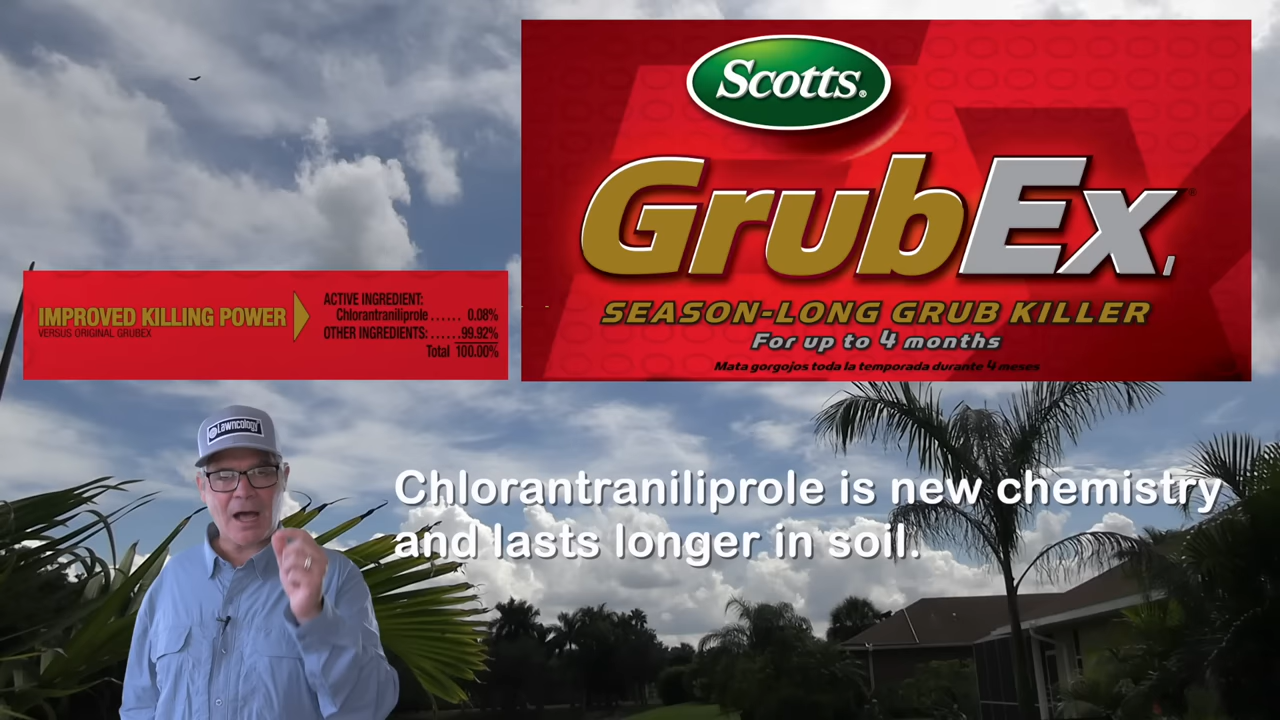 Scotts®
GrubEx
SEASON-LONG GRUB KILLER
For up to 4 months
Mata gorgojos toda la temporada durante 4 meses
IMPROVED KILLING POWER
VERSUS ORIGINAL GRUBEX
ACTIVE INGREDIENT:
Chlorantraniliprole ...... 0.08%
OTHER INGREDIENTS: ......99.92%
Total 100.00%
Lawncology
Chlorantraniliprole is new chemistry
and lasts longer in soil.